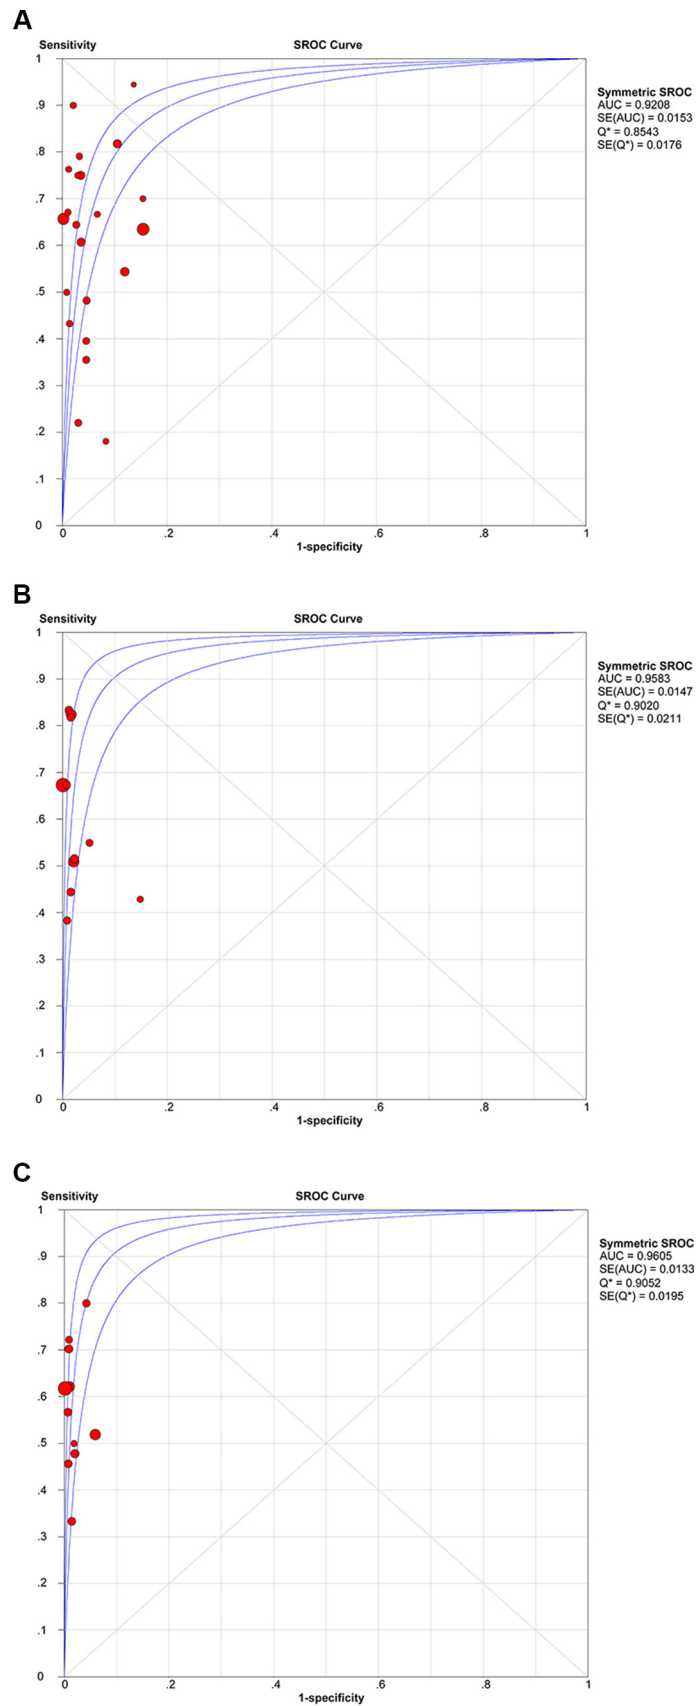 A
Sensitivity SROC Curve
1
.9
.8
.7
.6
.5
.4
.3
.2
.1
0
0 .2 .4 .6 .8 1
1-specificity
Symmetric SROC
AUC = 0.9208
SE(AUC) = 0.0153
Q* = 0.8543
SE(Q*) = 0.0176
B
Sensitivity SROC Curve
1
.9
.8
.7
.6
.5
.4
.3
.2
.1
0
0 .2 .4 .6 .8 1
1-specificity
Symmetric SROC
AUC = 0.9583
SE(AUC) = 0.0147
Q* = 0.9020
SE(Q*) = 0.0211
C
Sensitivity SROC Curve
1
.9
.8
.7
.6
.5
.4
.3
.2
.1
0
0 .2 .4 .6 .8 1
1-specificity
Symmetric SROC
AUC = 0.9605
SE(AUC) = 0.0133
Q* = 0.9052
SE(Q*) = 0.0195